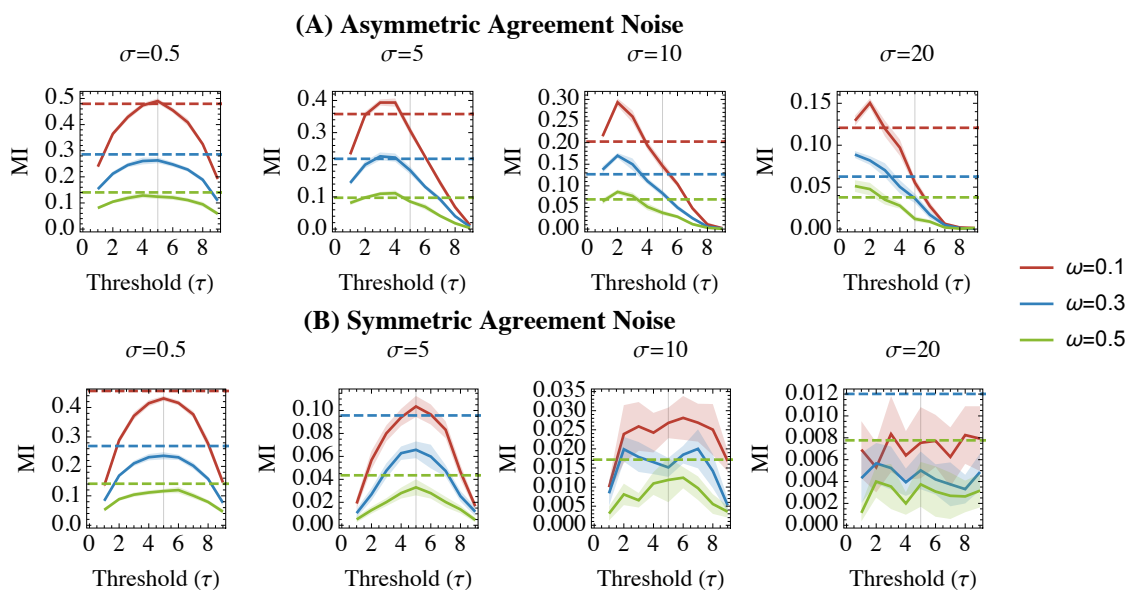 (A) Asymmetric Agreement Noise
σ=0.5 σ=5 σ=10 σ=20
MI 0.5 0.4 0.3 0.2 0.1 0.0
0 2 4 6 8
Threshold (τ)
MI 0.4 0.3 0.2 0.1 0.0
0 2 4 6 8
Threshold (τ)
MI 0.30 0.25 0.20 0.15 0.10 0.05 0.00
0 2 4 6 8
Threshold (τ)
MI 0.15 0.10 0.05 0.00
0 2 4 6 8
Threshold (τ)
ω=0.1
ω=0.3
ω=0.5
(B) Symmetric Agreement Noise
σ=0.5 σ=5 σ=10 σ=20
MI 0.4 0.3 0.2 0.1 0.0
0 2 4 6 8
Threshold (τ)
MI 0.10 0.08 0.06 0.04 0.02 0.00
0 2 4 6 8
Threshold (τ)
MI 0.035 0.030 0.025 0.020 0.015 0.010 0.005 0.000
0 2 4 6 8
Threshold (τ)
MI 0.012 0.010 0.008 0.006 0.004 0.002 0.000
0 2 4 6 8
Threshold (τ)